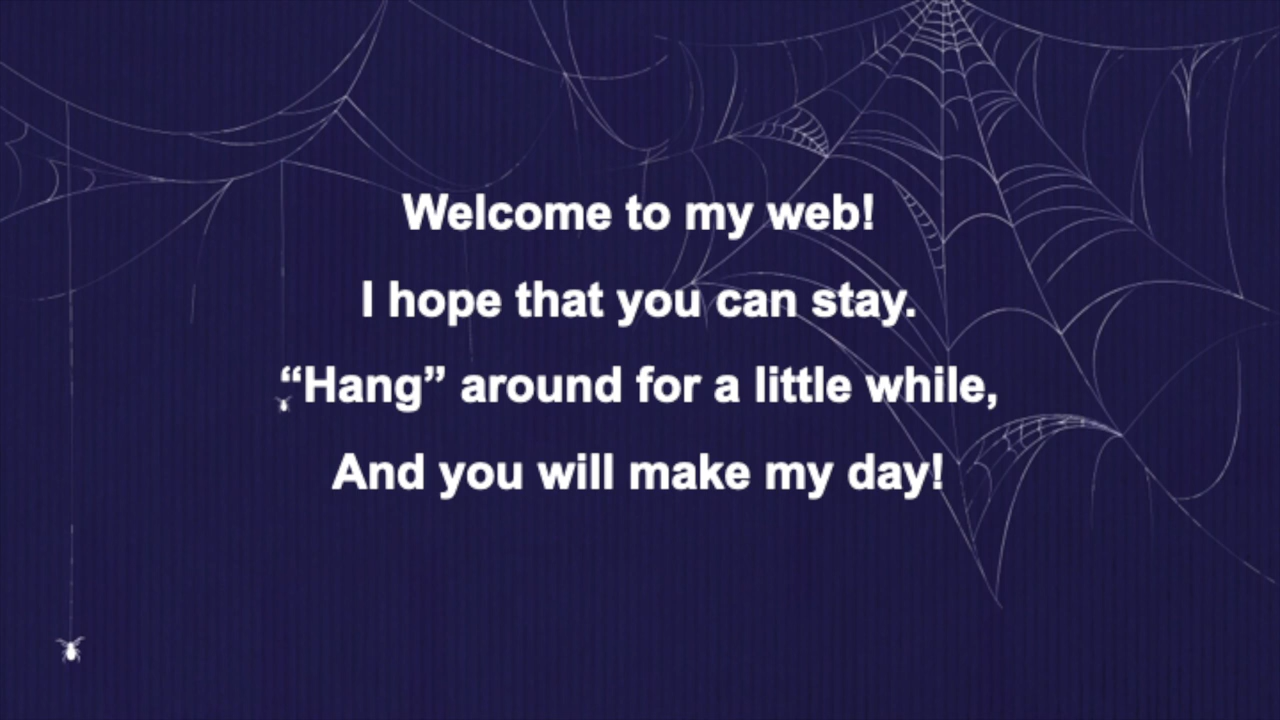 Welcome to my web!
I hope that you can stay.
“Hang” around for a little while,
And you will make my day!